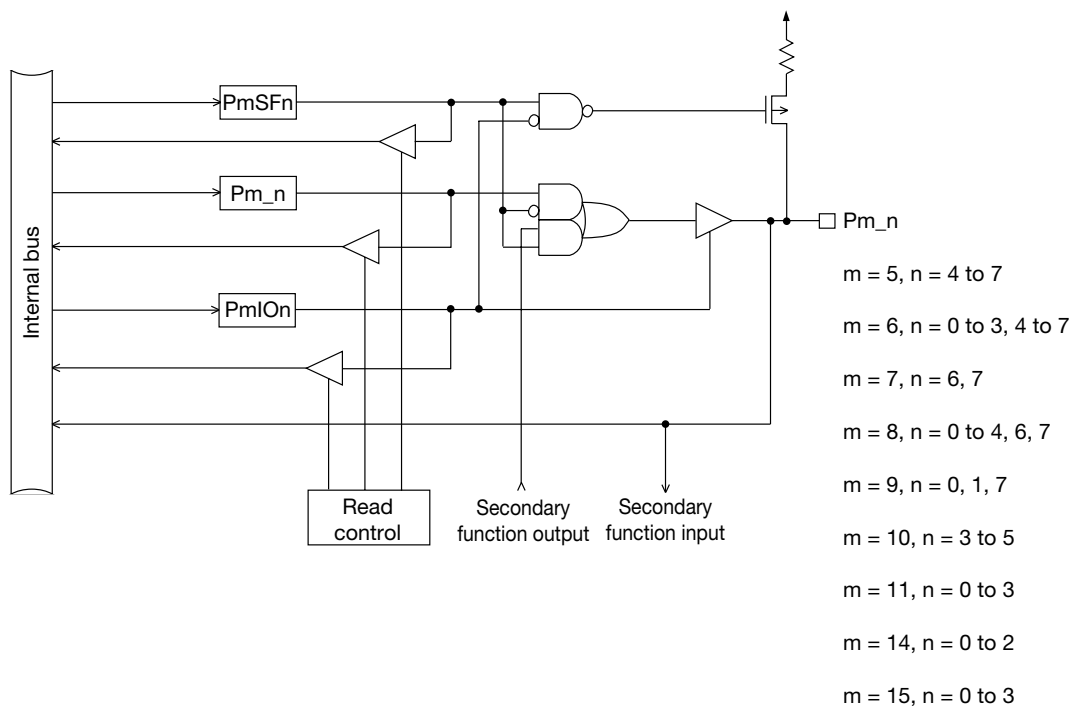 Internal bus
PmSFn
Pm_n
PmIOn
Read
control
Secondary
function output
Secondary
function input
Pm_n
m = 5, n = 4 to 7
m = 6, n = 0 to 3, 4 to 7
m = 7, n = 6, 7
m = 8, n = 0 to 4, 6, 7
m = 9, n = 0, 1, 7
m = 10, n = 3 to 5
m = 11, n = 0 to 3
m = 14, n = 0 to 2
m = 15, n = 0 to 3